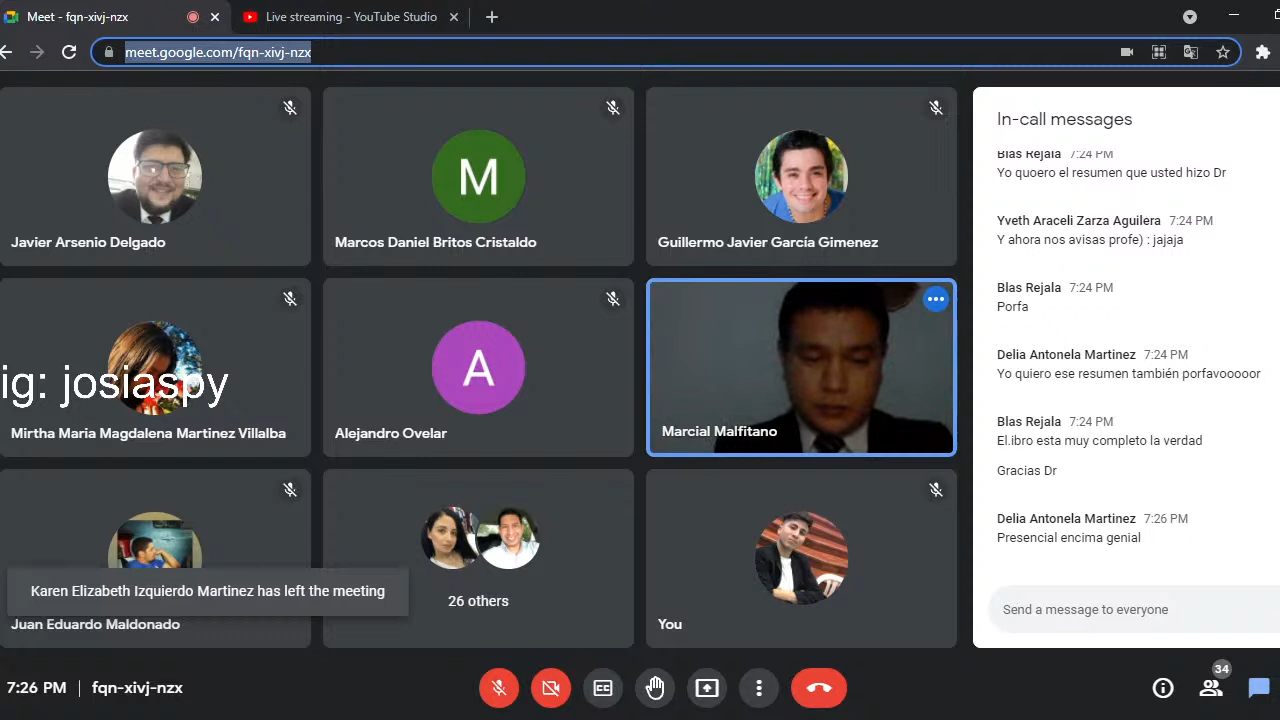 Meet - fqn-xivj-nzx
Live streaming - YouTube Studio
meet.google.com/fqn-xivj-nzx
Javier Arsenio Delgado
M
Marcos Daniel Britos Cristaldo
Guillermo Javier García Gimenez
ig: josiaspy
Mirtha Maria Magdalena Martinez Villalba
A
Alejandro Ovelar
Marcial Malfitano
Karen Elizabeth Izquierdo Martinez has left the meeting
Juan Eduardo Maldonado
26 others
You
In-call messages
Blas Rejala 7:24 PM
Yo quoero el resumen que usted hizo Dr
Yveth Araceli Zarza Aguilera 7:24 PM
Y ahora nos avisas profe) : jajaja
Blas Rejala 7:24 PM
Porfa
Delia Antonela Martinez 7:24 PM
Yo quiero ese resumen también porfavooooor
Blas Rejala 7:24 PM
El.ibro esta muy completo la verdad
Gracias Dr
Delia Antonela Martinez 7:26 PM
Presencial encima genial
Send a message to everyone
7:26 PM | fqn-xivj-nzx
CC
34